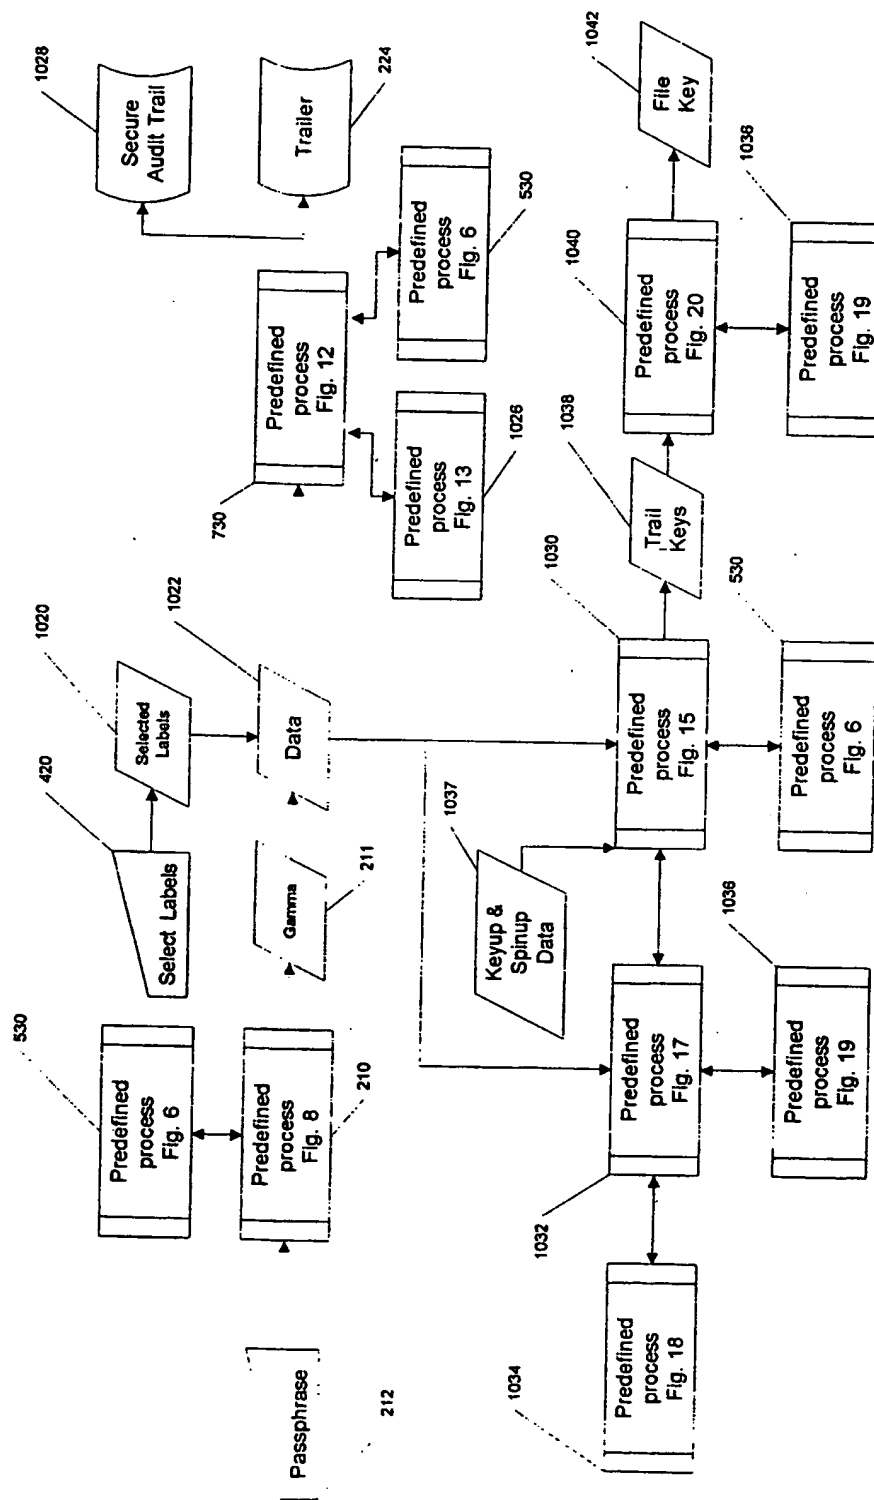 530
Predefined
process
Fig. 6
420
Select Labels
1020
Selected
Labels
1028
Secure
Audit Trail
212
Passphrase
210
Predefined
process
Fig. 8
211
Gamma
1022
Data
730
Predefined
process
Fig. 12
224
Trailer
1026
Predefined
process
Fig. 13
530
Predefined
process
Fig. 6
1037
Keyup &
Spinup
Data
1034
Predefined
process
Fig. 18
1032
Predefined
process
Fig. 17
1030
Predefined
process
Fig. 15
1038
Trail
Keys
1040
Predefined
process
Fig. 20
1042
File
Key
1036
Predefined
process
Fig. 19
530
Predefined
process
Fig. 6
1036
Predefined
process
Fig. 19